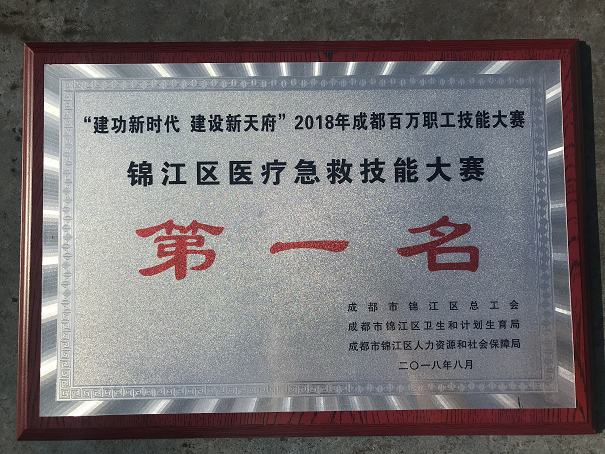 “建功新时代 建设新天府”2018年成都百万职工技能大赛
锦江区医疗急救技能大赛
第一名
成都市锦江区总工会
成都市锦江区卫生和计划生育局
成都市锦江区人力资源和社会保障局
二〇一八年八月